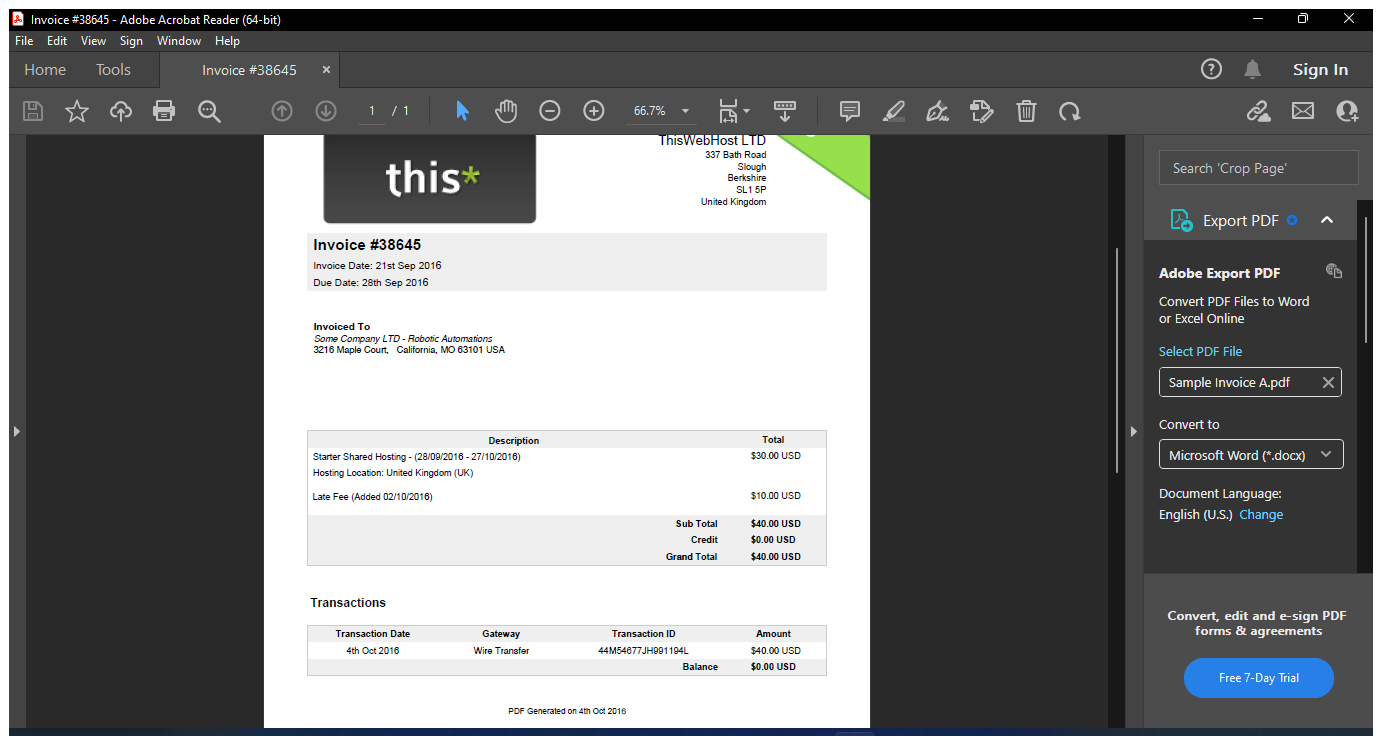 Invoice #38645 - Adobe Acrobat Reader (64-bit)
File Edit View Sign Window Help
Home Tools Invoice #38645 Sign In
1 / 1 66.7%
this*
ThisWebHost LTD
337 Bath Road
Slough
Berkshire
SL1 5P
United Kingdom
Invoice #38645
Invoice Date: 21st Sep 2016
Due Date: 28th Sep 2016
Invoiced To
Some Company LTD - Robotic Automations
3216 Maple Court, California, MO 63101 USA
Description Total
Starter Shared Hosting - (28/09/2016 - 27/10/2016) $30.00 USD
Hosting Location: United Kingdom (UK)
Late Fee (Added 02/10/2016) $10.00 USD
Sub Total $40.00 USD
Credit $0.00 USD
Grand Total $40.00 USD
Transactions
Transaction Date Gateway Transaction ID Amount
4th Oct 2016 Wire Transfer 44M54677JH991194L $40.00 USD
Balance $0.00 USD
PDF Generated on 4th Oct 2016
Search 'Crop Page'
Export PDF
Adobe Export PDF
Convert PDF Files to Word
or Excel Online
Select PDF File
Sample Invoice A.pdf
Convert to
Microsoft Word (*.docx)
Document Language:
English (U.S.) Change
Convert, edit and e-sign PDF
forms & agreements
Free 7-Day Trial